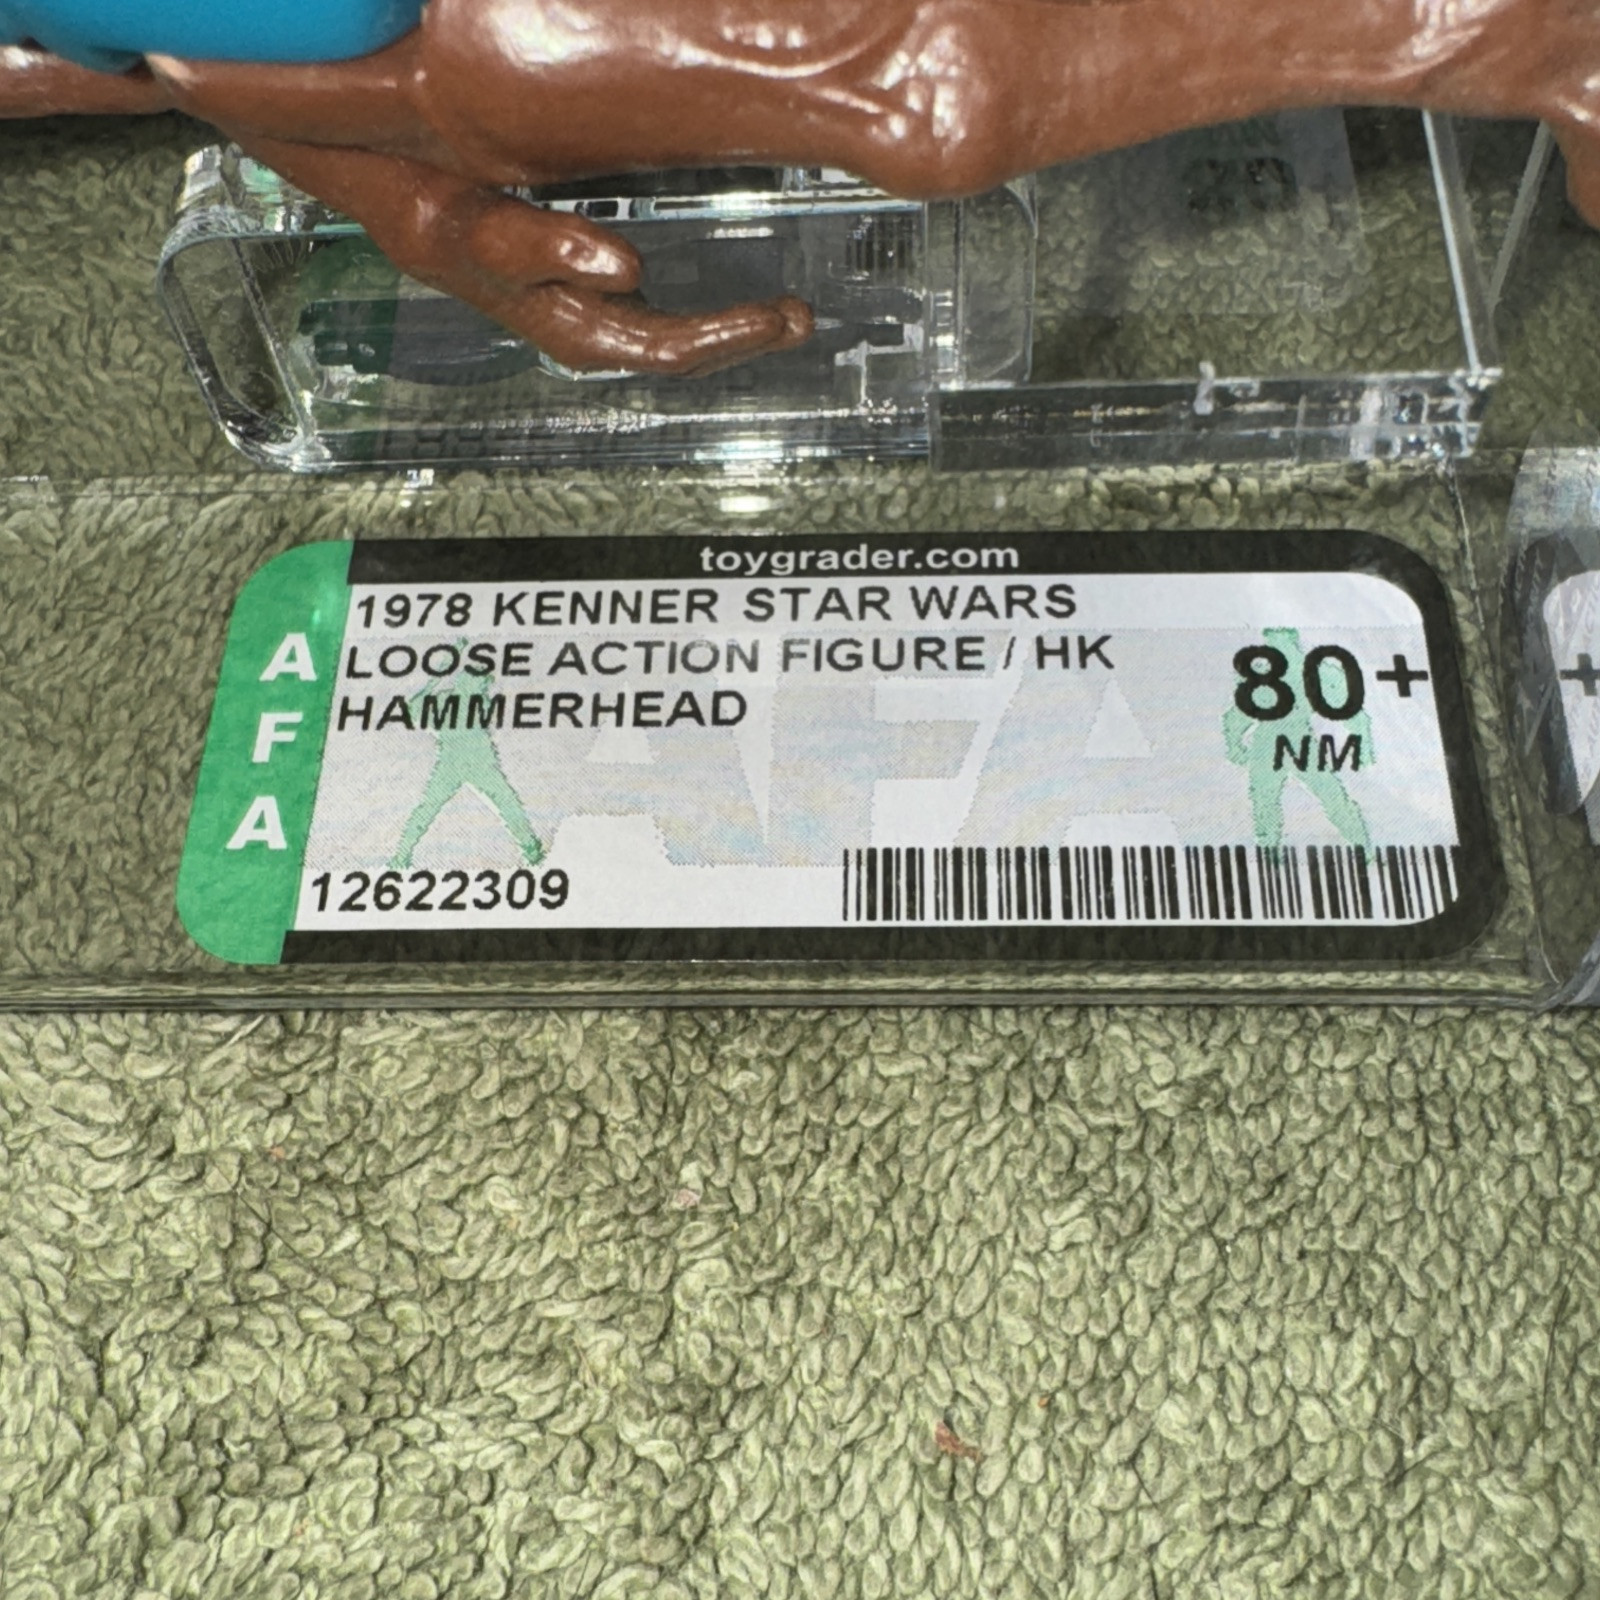 toygrader.com
1978 KENNER STAR WARS
LOOSE ACTION FIGURE / HK
HAMMERHEAD
80+
NM
12622309
AFA
AFA
+